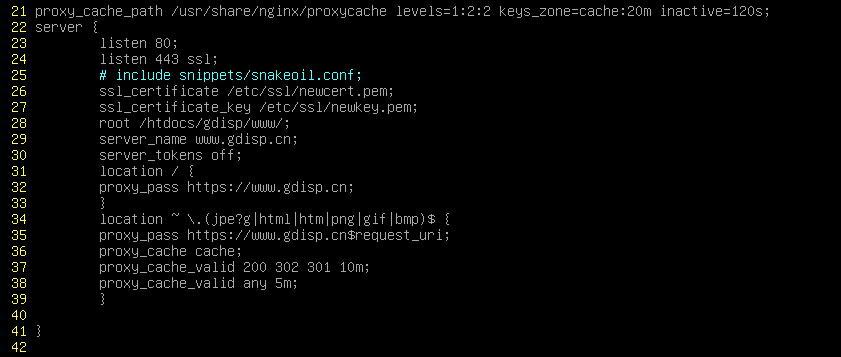 21 proxy_cache_path /usr/share/nginx/proxycache levels=1:2:2 keys_zone=cache:20m inactive=120s;
22 server {
23 listen 80;
24 listen 443 ssl;
25 # include snippets/snakeoil.conf;
26 ssl_certificate /etc/ssl/newcert.pem;
27 ssl_certificate_key /etc/ssl/newkey.pem;
28 root /htdocs/gdisp/www/;
29 server_name www.gdisp.cn;
30 server_tokens off;
31 location / {
32 proxy_pass https://www.gdisp.cn;
33 }
34 location ~ \.(jpe?g|html|htm|png|gif|bmp)$ {
35 proxy_pass https://www.gdisp.cn$request_uri;
36 proxy_cache cache;
37 proxy_cache_valid 200 302 301 10m;
38 proxy_cache_valid any 5m;
39 }
40
41 }
42